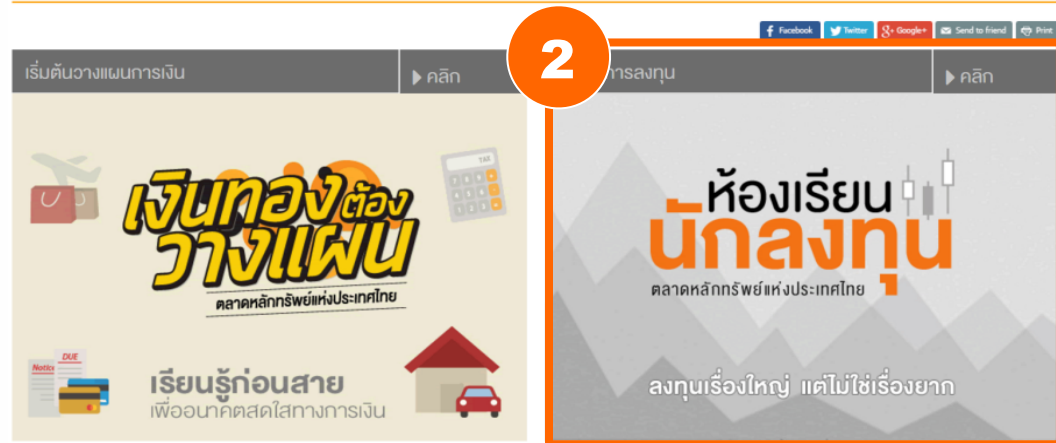 Facebook Twitter Google+ Send to friend Print
เริ่มต้นวางแผนการเงิน
คลิก
2
การลงทุน
คลิก
TAX
เงินทองต้อง
วางแผน
ตลาดหลักทรัพย์แห่งประเทศไทย
Notice
DUE
เรียนรู้ก่อนสาย
เพื่ออนาคตสดใสทางการเงิน
ห้องเรียน
นักลงทุน
ตลาดหลักทรัพย์แห่งประเทศไทย
ลงทุนเรื่องใหญ่ แต่ไม่ใช่เรื่องยาก